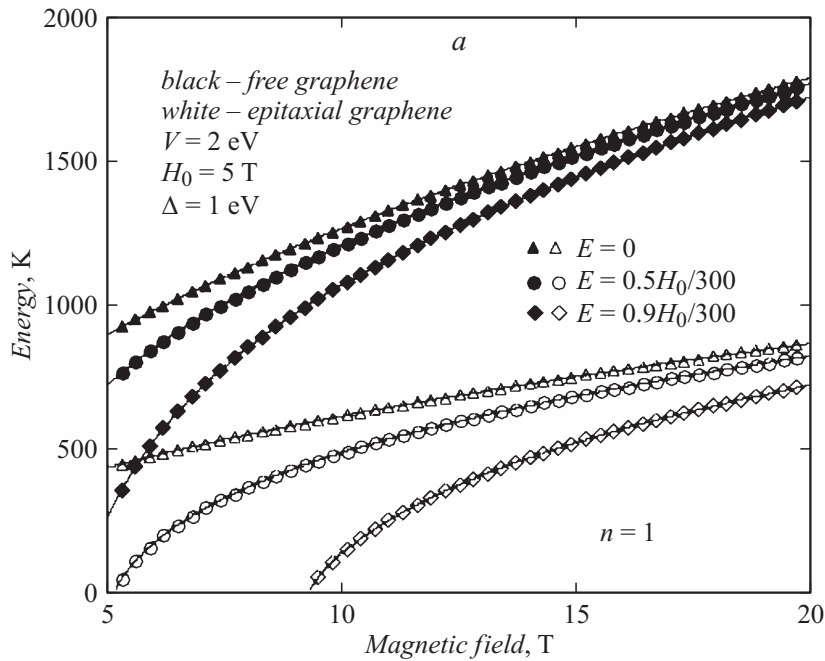 2000
a
black – free graphene
white – epitaxial graphene
V = 2 eV
H₀ = 5 T
Δ = 1 eV
1500
E = 0
E = 0.5H₀/300
E = 0.9H₀/300
1000
Energy, K
500
n = 1
0
5 10 15 20
Magnetic field, T